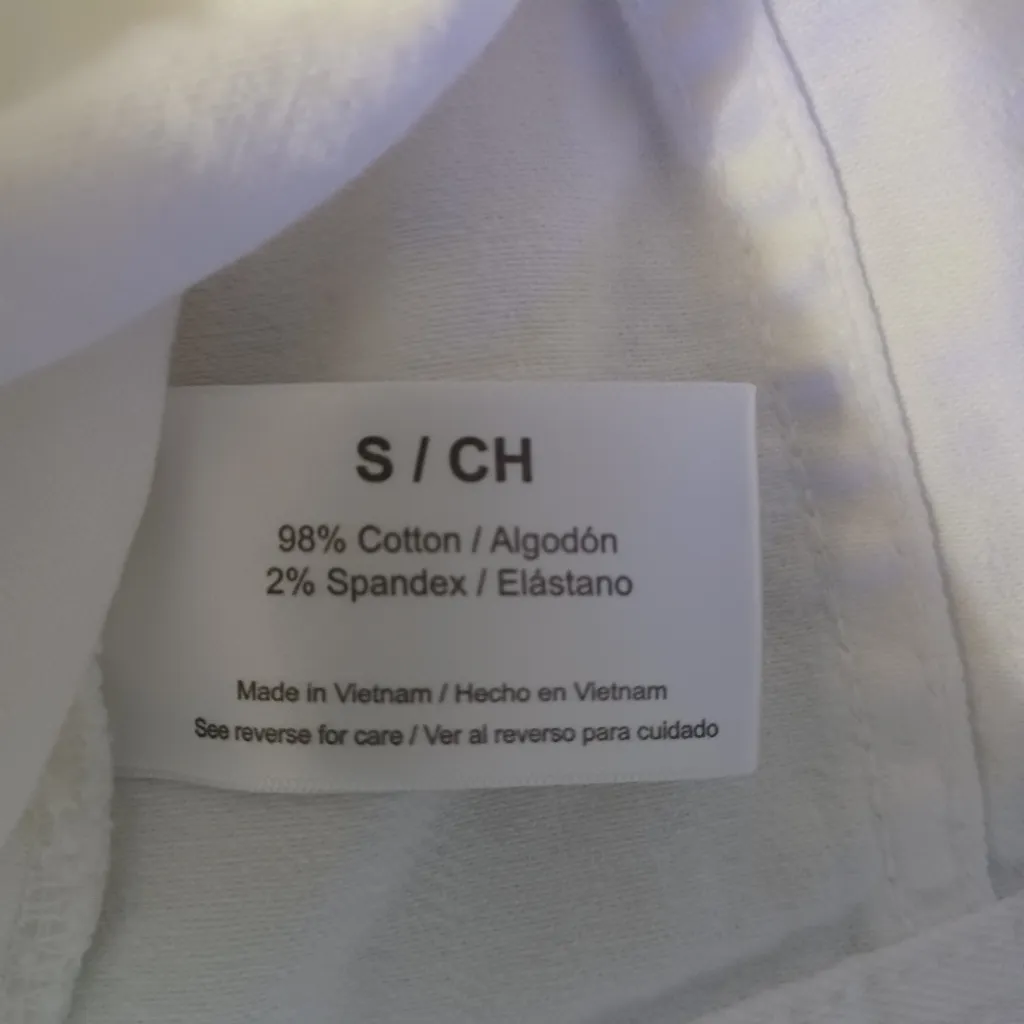 S / CH
98% Cotton / Algodón
2% Spandex / Elástano
Made in Vietnam / Hecho en Vietnam
See reverse for care / Ver al reverso para cuidado